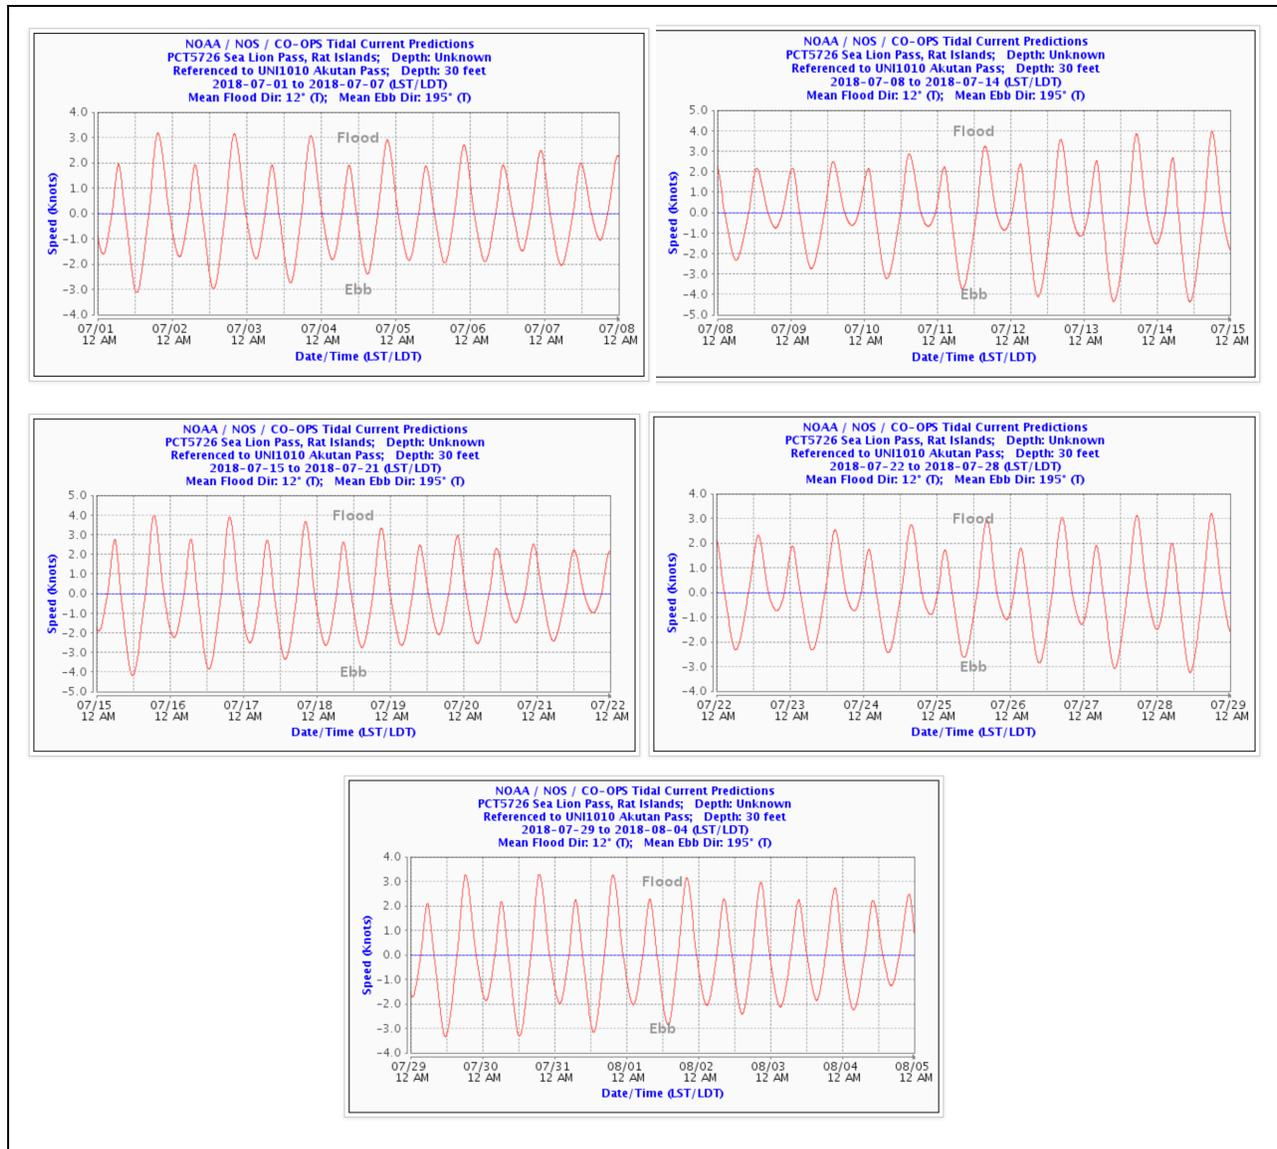 NOAA / NOS / CO-OPS Tidal Current Predictions
PCT5726 Sea Lion Pass, Rat Islands; Depth: Unknown
Referenced to UNI1010 Akutan Pass; Depth: 30 feet
2018-07-01 to 2018-07-07 (LST/LDT)
Mean Flood Dir: 12° (T); Mean Ebb Dir: 195° (T)
4.0
3.0
2.0
1.0
0.0
-1.0
-2.0
-3.0
-4.0
Speed (Knots)
Flood
Ebb
07/01 07/02 07/03 07/04 07/05 07/06 07/07 07/08
12 AM 12 AM 12 AM 12 AM 12 AM 12 AM 12 AM 12 AM
Date/Time (LST/LDT)
NOAA / NOS / CO-OPS Tidal Current Predictions
PCT5726 Sea Lion Pass, Rat Islands; Depth: Unknown
Referenced to UNI1010 Akutan Pass; Depth: 30 feet
2018-07-08 to 2018-07-14 (LST/LDT)
Mean Flood Dir: 12° (T); Mean Ebb Dir: 195° (T)
5.0
4.0
3.0
2.0
1.0
0.0
-1.0
-2.0
-3.0
-4.0
-5.0
Speed (Knots)
Flood
Ebb
07/08 07/09 07/10 07/11 07/12 07/13 07/14 07/15
12 AM 12 AM 12 AM 12 AM 12 AM 12 AM 12 AM 12 AM
Date/Time (LST/LDT)
NOAA / NOS / CO-OPS Tidal Current Predictions
PCT5726 Sea Lion Pass, Rat Islands; Depth: Unknown
Referenced to UNI1010 Akutan Pass; Depth: 30 feet
2018-07-15 to 2018-07-21 (LST/LDT)
Mean Flood Dir: 12° (T); Mean Ebb Dir: 195° (T)
5.0
4.0
3.0
2.0
1.0
0.0
-1.0
-2.0
-3.0
-4.0
-5.0
Speed (Knots)
Flood
Ebb
07/15 07/16 07/17 07/18 07/19 07/20 07/21 07/22
12 AM 12 AM 12 AM 12 AM 12 AM 12 AM 12 AM 12 AM
Date/Time (LST/LDT)
NOAA / NOS / CO-OPS Tidal Current Predictions
PCT5726 Sea Lion Pass, Rat Islands; Depth: Unknown
Referenced to UNI1010 Akutan Pass; Depth: 30 feet
2018-07-22 to 2018-07-28 (LST/LDT)
Mean Flood Dir: 12° (T); Mean Ebb Dir: 195° (T)
4.0
3.0
2.0
1.0
0.0
-1.0
-2.0
-3.0
-4.0
Speed (Knots)
Flood
Ebb
07/22 07/23 07/24 07/25 07/26 07/27 07/28 07/29
12 AM 12 AM 12 AM 12 AM 12 AM 12 AM 12 AM 12 AM
Date/Time (LST/LDT)
NOAA / NOS / CO-OPS Tidal Current Predictions
PCT5726 Sea Lion Pass, Rat Islands; Depth: Unknown
Referenced to UNI1010 Akutan Pass; Depth: 30 feet
2018-07-29 to 2018-08-04 (LST/LDT)
Mean Flood Dir: 12° (T); Mean Ebb Dir: 195° (T)
4.0
3.0
2.0
1.0
0.0
-1.0
-2.0
-3.0
-4.0
Speed (Knots)
Flood
Ebb
07/29 07/30 07/31 08/01 08/02 08/03 08/04 08/05
12 AM 12 AM 12 AM 12 AM 12 AM 12 AM 12 AM 12 AM
Date/Time (LST/LDT)